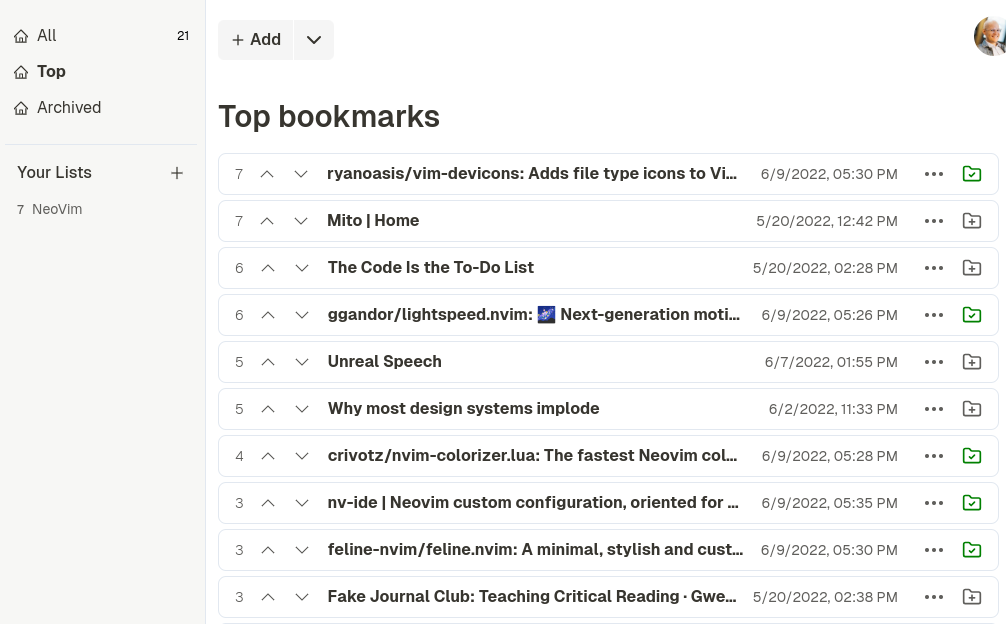 All 21
Top
Archived
Your Lists
7 NeoVim
Add
Top bookmarks
7 ryanoasis/vim-devicons: Adds file type icons to Vi... 6/9/2022, 05:30 PM
7 Mito | Home 5/20/2022, 12:42 PM
6 The Code Is the To-Do List 5/20/2022, 02:28 PM
6 ggandor/lightspeed.nvim: 🌌 Next-generation moti... 6/9/2022, 05:26 PM
5 Unreal Speech 6/7/2022, 01:55 PM
5 Why most design systems implode 6/2/2022, 11:33 PM
4 crivotz/nvim-colorizer.lua: The fastest Neovim col... 6/9/2022, 05:28 PM
3 nv-ide | Neovim custom configuration, oriented for ... 6/9/2022, 05:35 PM
3 feline-nvim/feline.nvim: A minimal, stylish and cust... 6/9/2022, 05:30 PM
3 Fake Journal Club: Teaching Critical Reading · Gwe... 5/20/2022, 02:38 PM